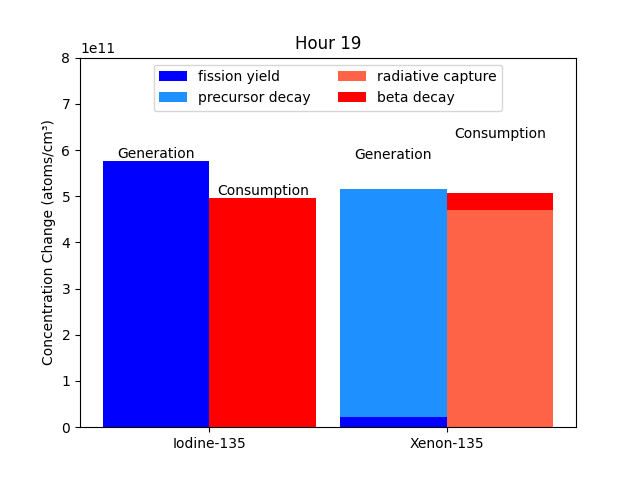 Hour 19
1e11
8
7
6
5
4
3
2
1
0
Concentration Change (atoms/cm³)
fission yield
precursor decay
radiative capture
beta decay
Generation
Consumption
Generation
Consumption
Iodine-135
Xenon-135